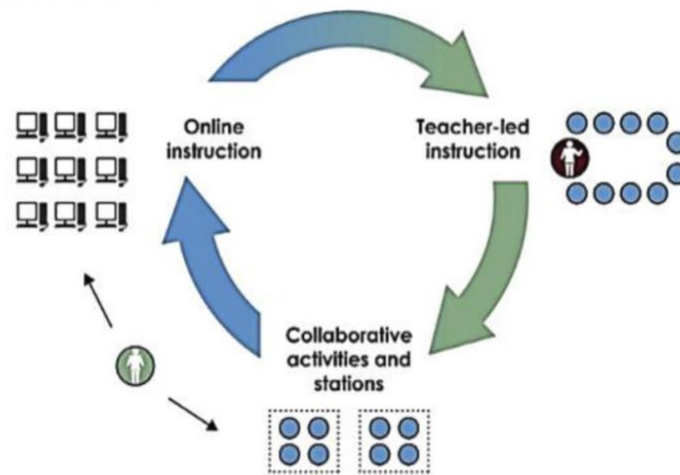 Online
instruction
Teacher-led
instruction
Collaborative
activities and
stations